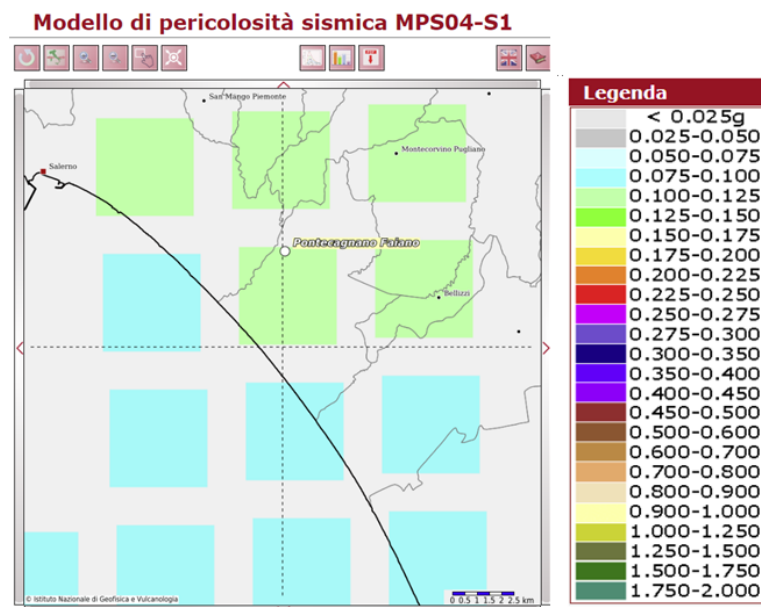 Modello di pericolosità sismica MPS04-S1
San Mango Piemonte
Montecorvino Pugliano
Salerno
Pontecagnano Faiano
Bellizzi
© Istituto Nazionale di Geofisica e Vulcanologia
0 0.5 1 1.5 2 2.5 km
Legenda
< 0.025g
0.025-0.050
0.050-0.075
0.075-0.100
0.100-0.125
0.125-0.150
0.150-0.175
0.175-0.200
0.200-0.225
0.225-0.250
0.250-0.275
0.275-0.300
0.300-0.350
0.350-0.400
0.400-0.450
0.450-0.500
0.500-0.600
0.600-0.700
0.700-0.800
0.800-0.900
0.900-1.000
1.000-1.250
1.250-1.500
1.500-1.750
1.750-2.000